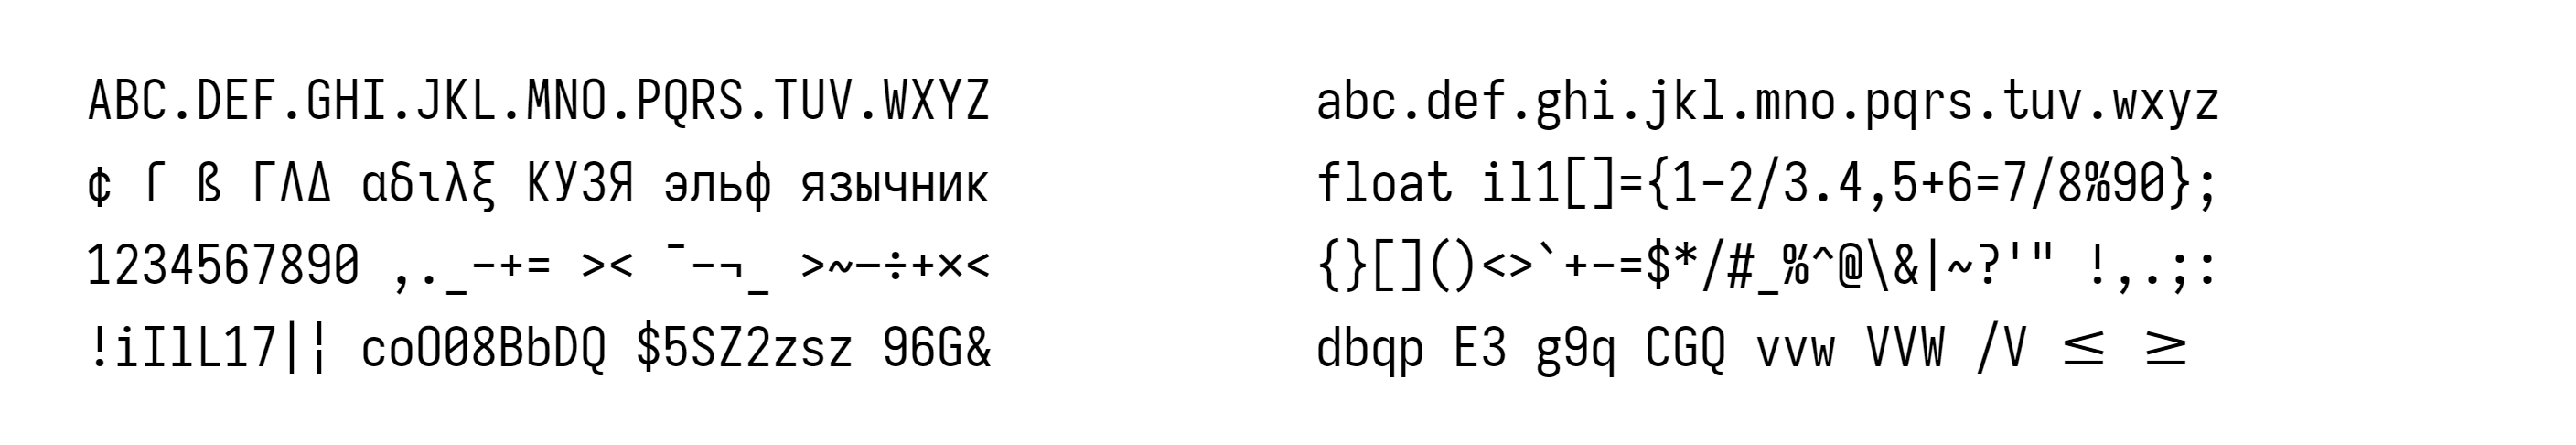 ABC.DEF.GHI.JKL.MNO.PQRS.TUV.WXYZ
¢ ſ ß ΓΛΔ αδιλξ КУЗЯ эльф язычник
1234567890 ,._-+= >< ¯-¬_ >~–÷+×<
!iIlL17|¦ coO08BbDQ $5SZ2zsz 96G&
abc.def.ghi.jkl.mno.pqrs.tuv.wxyz
float il1[]={1-2/3.4,5+6=7/8%90};
{}[]()<>`+-=$*/#_%^@\&|~?'" !,.;:
dbqp E3 g9q CGQ vvw VVW /V ≤ ≥